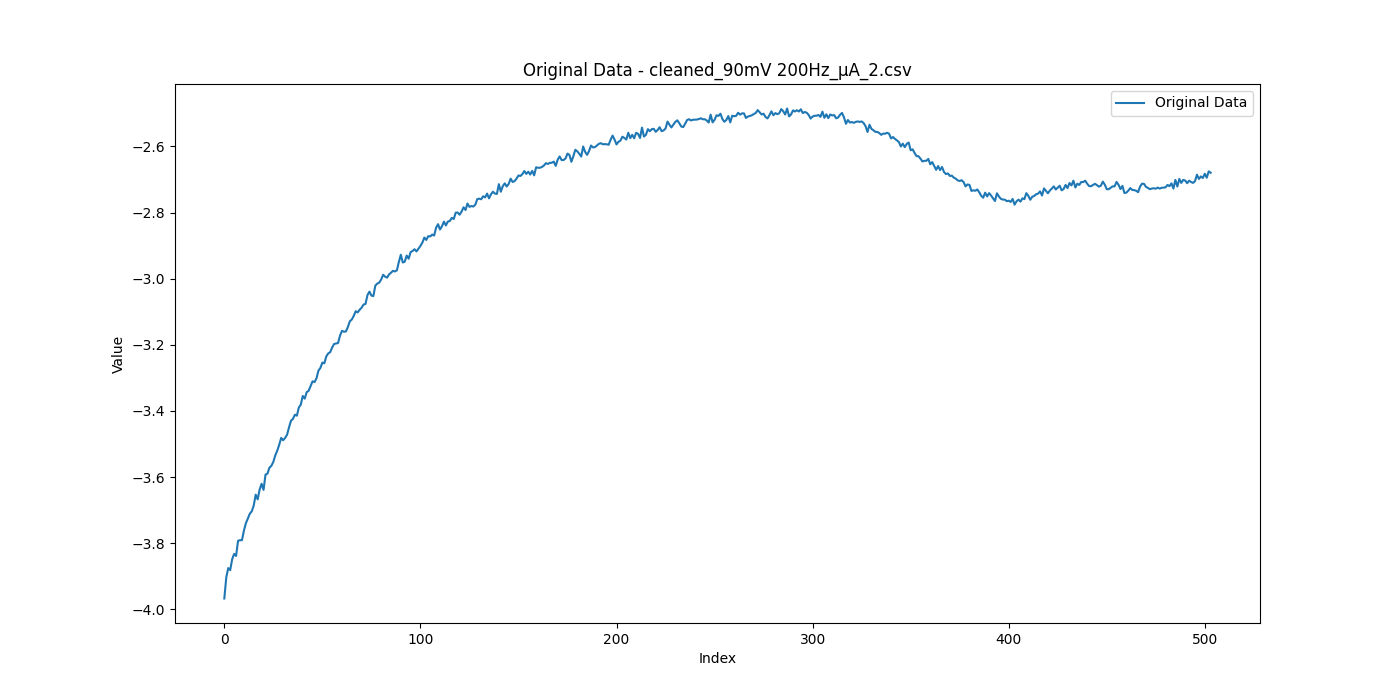 Original Data - cleaned_90mV 200Hz_µA_2.csv
Original Data
Value
−2.6
−2.8
−3.0
−3.2
−3.4
−3.6
−3.8
−4.0
0 100 200 300 400 500
Index